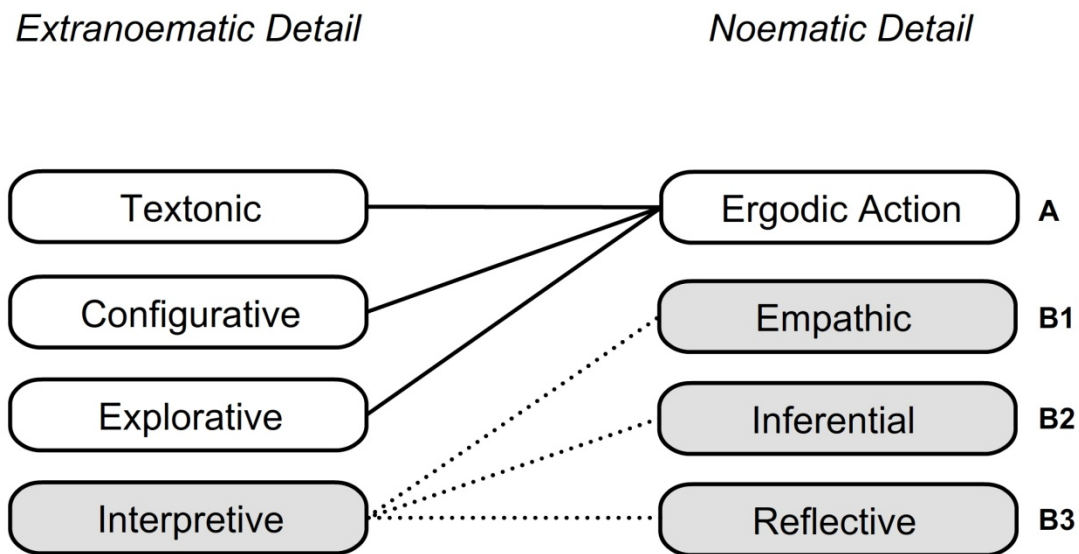 Extranoematic Detail
Noematic Detail
Textonic
Ergodic Action
A
Configurative
Empathic
B1
Explorative
Inferential
B2
Interpretive
Reflective
B3